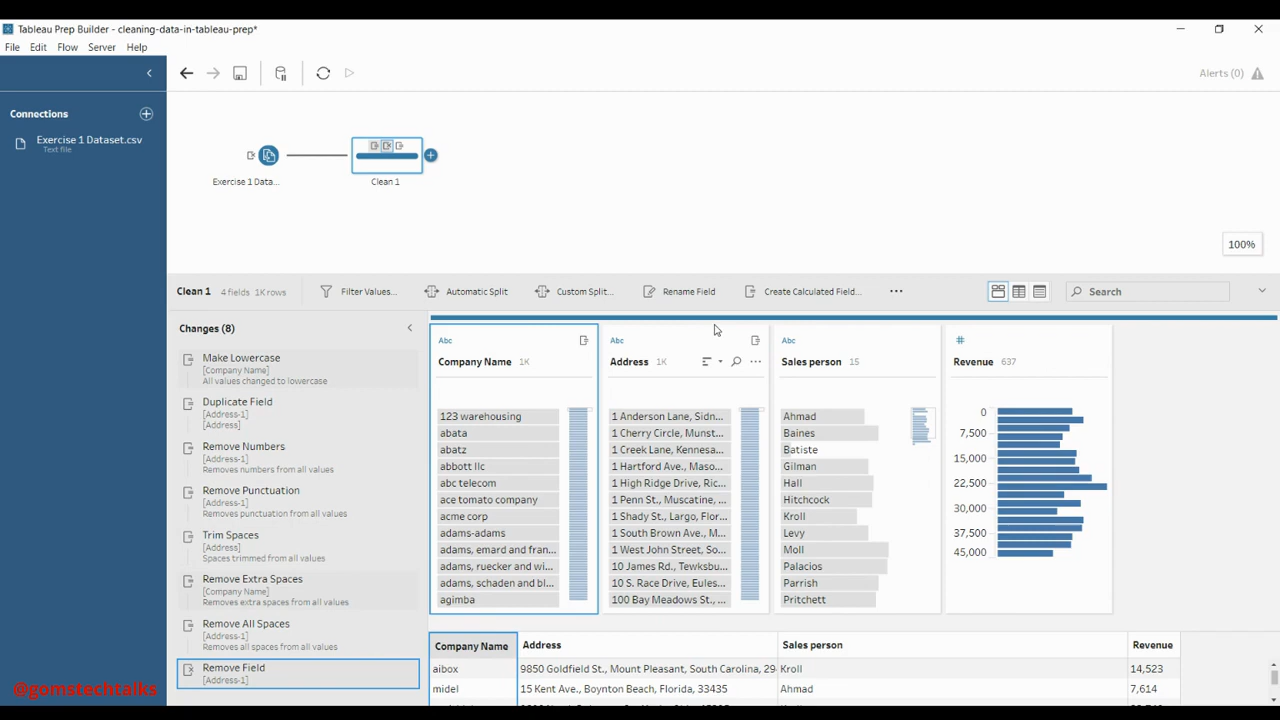 Tableau Prep Builder - cleaning-data-in-tableau-prep*
File Edit Flow Server Help
Alerts (0)
Connections
Exercise 1 Dataset.csv
Text file
Exercise 1 Data...
Clean 1
100%
Clean 1 4 fields 1K rows Filter Values... Automatic Split Custom Split... Rename Field Create Calculated Field... Search
Changes (8)
Make Lowercase
[Company Name]
All values changed to lowercase
Duplicate Field
[Address-1]
[Address]
Remove Numbers
[Address-1]
Removes numbers from all values
Remove Punctuation
[Address-1]
Removes punctuation from all values
Trim Spaces
[Address]
Spaces trimmed from all values
Remove Extra Spaces
[Company Name]
Removes extra spaces from all values
Remove All Spaces
[Address-1]
Removes all spaces from all values
Remove Field
[Address-1]
@gomstechtalks
Abc
Company Name 1K
123 warehousing
abata
abatz
abbott llc
abc telecom
ace tomato company
acme corp
adams-adams
adams, emard and fran...
adams, ruecker and wi...
adams, schaden and bl...
agimba
Abc
Address 1K
1 Anderson Lane, Sidn...
1 Cherry Circle, Munst...
1 Creek Lane, Kennesa...
1 Hartford Ave., Maso...
1 High Ridge Drive, Ric...
1 Penn St., Muscatine, ...
1 Shady St., Largo, Flor...
1 South Brown Ave., M...
1 West John Street, So...
10 James Rd., Tewksbu...
10 S. Race Drive, Eules...
100 Bay Meadows St., ...
Abc
Sales person 15
Ahmad
Baines
Batiste
Gilman
Hall
Hitchcock
Kroll
Levy
Moll
Palacios
Parrish
Pritchett
#
Revenue 637
0
7,500
15,000
22,500
30,000
37,500
45,000
Company Name Address Sales person Revenue
aibox 9850 Goldfield St., Mount Pleasant, South Carolina, 29 Kroll 14,523
midel 15 Kent Ave., Boynton Beach, Florida, 33435 Ahmad 7,614